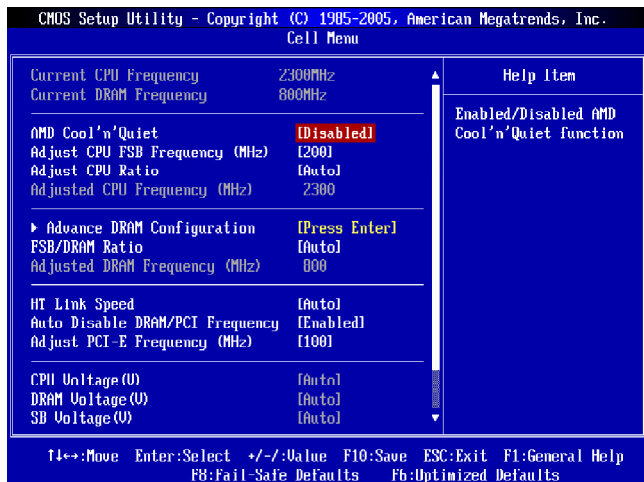 CMOS Setup Utility - Copyright (C) 1985-2005, American Megatrends, Inc.
Cell Menu
Current CPU Frequency 2300MHz
Current DRAM Frequency 800MHz
AMD Cool'n'Quiet [Disabled]
Adjust CPU FSB Frequency (MHz) [200]
Adjust CPU Ratio [Auto]
Adjusted CPU Frequency (MHz) 2300
▶ Advance DRAM Configuration [Press Enter]
FSB/DRAM Ratio [Auto]
Adjusted DRAM Frequency (MHz) 800
HT Link Speed [Auto]
Auto Disable DRAM/PCI Frequency [Enabled]
Adjust PCI-E Frequency (MHz) [100]
CPU Voltage(V) [Auto]
DRAM Voltage(V) [Auto]
SB Voltage(V) [Auto]
Help Item
Enabled/Disabled AMD
Cool'n'Quiet function
↑↓←→:Move Enter:Select +/-/:Value F10:Save ESC:Exit F1:General Help
F8:Fail-Safe Defaults F6:Optimized Defaults